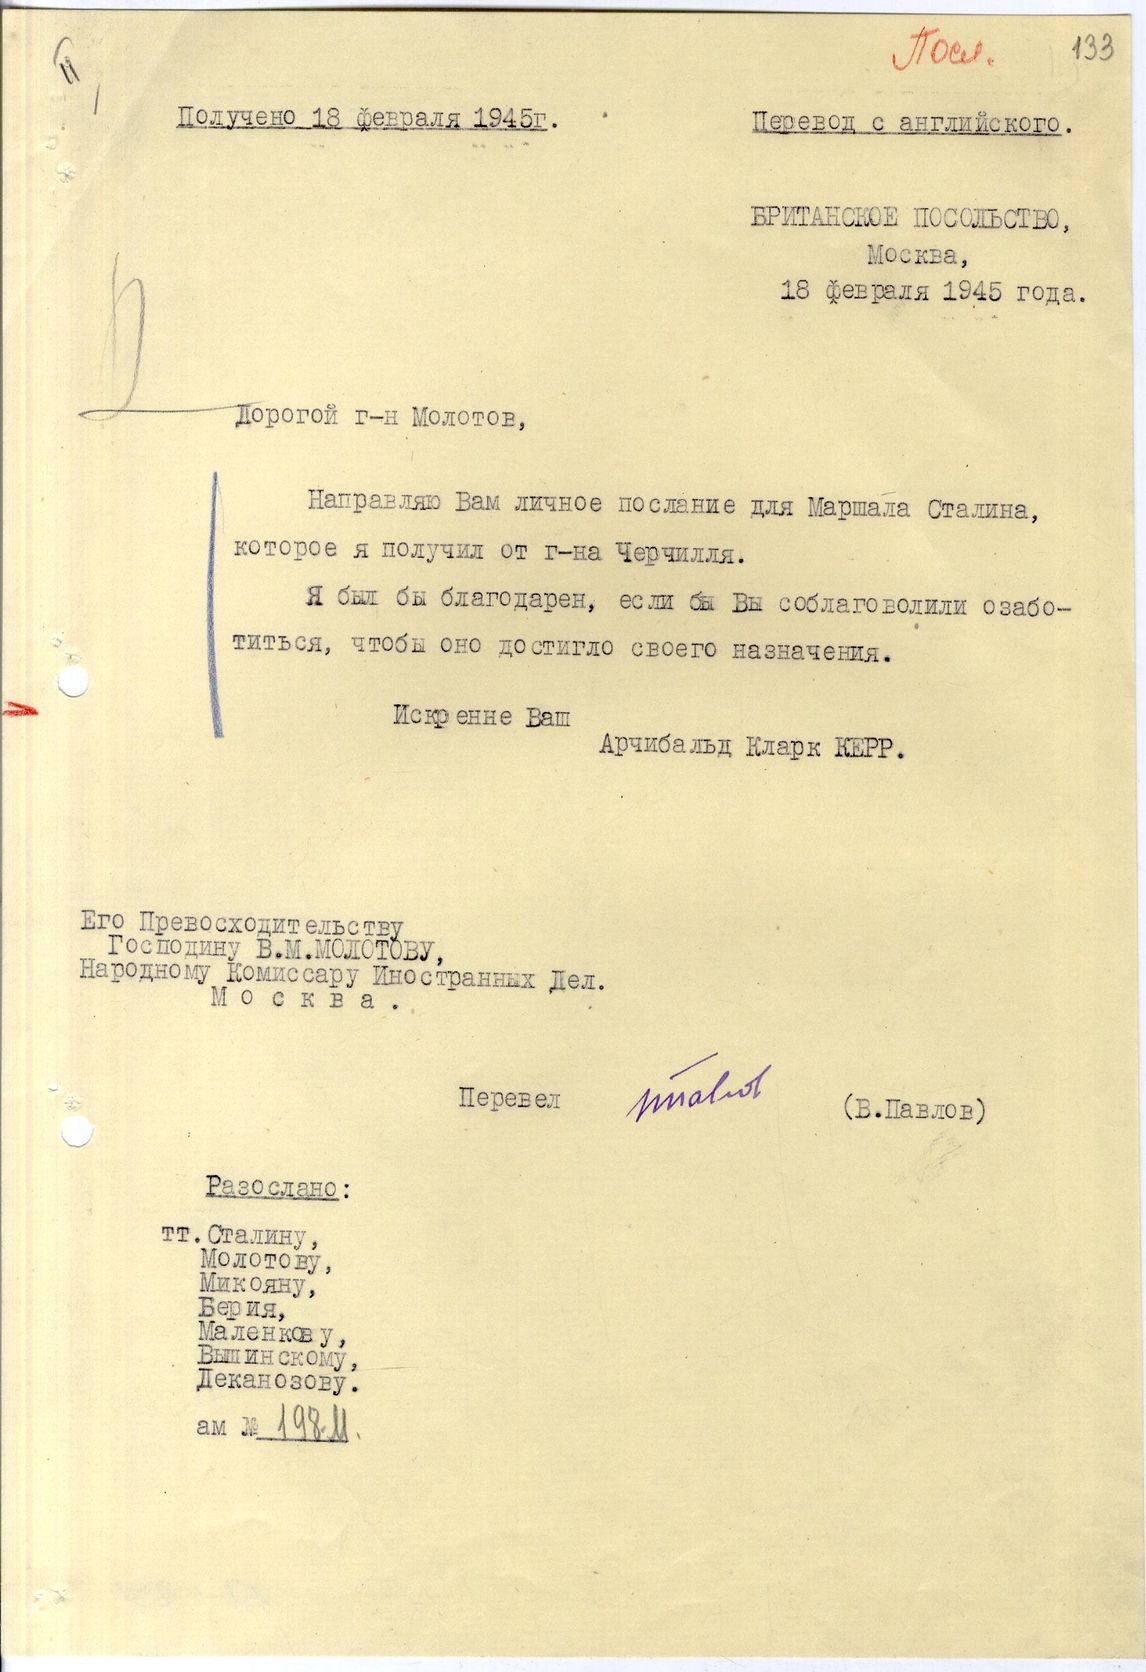 Посл.
133
Получено 18 февраля 1945г.
Перевод с английского.
БРИТАНСКОЕ ПОСОЛЬСТВО,
Москва,
18 февраля 1945 года.
Дорогой г-н Молотов,
Направляю Вам личное послание для Маршала Сталина,
которое я получил от г-на Черчилля.
Я был бы благодарен, если бы Вы соблаговолили озабо-
титься, чтобы оно достигло своего назначения.
Искренне Ваш
Арчибальд Кларк КЕРР.
Его Превосходительству
Господину В.М.МОЛОТОВУ,
Народному Комиссару Иностранных Дел.
М о с к в а .
Перевел Павлов (В.Павлов)
Разослано:
тт.Сталину,
Молотову,
Микояну,
Берия,
Маленкову,
Вышинскому,
Деканозову.
ам № 198-М.